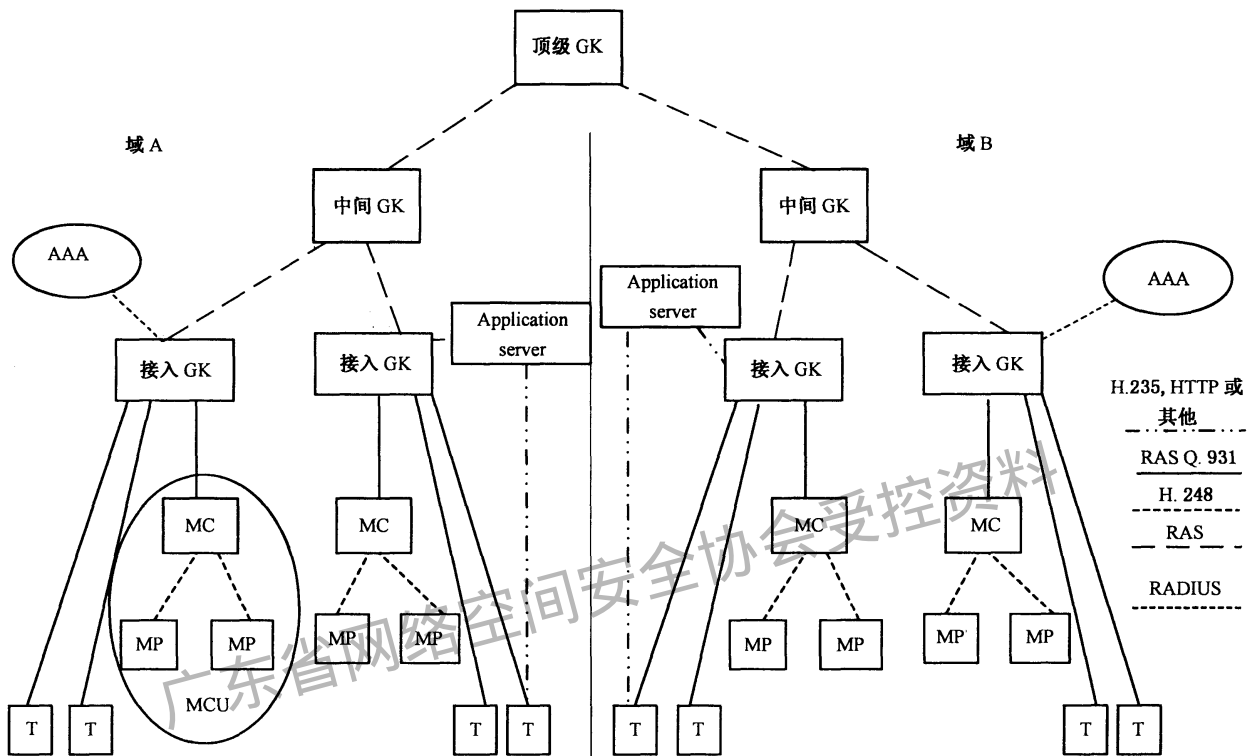 顶级 GK
域 A
域 B
中间 GK
中间 GK
AAA
AAA
Application
server
Application
server
接入 GK
接入 GK
接入 GK
接入 GK
H.235, HTTP 或
其他
RAS Q. 931
H. 248
RAS
RADIUS
MC
MC
MC
MC
MP
MP
MP
MP
MP
MP
MP
MP
MCU
T
T
T
T
T
T
T
T
广东省网络空间安全协会受控资料